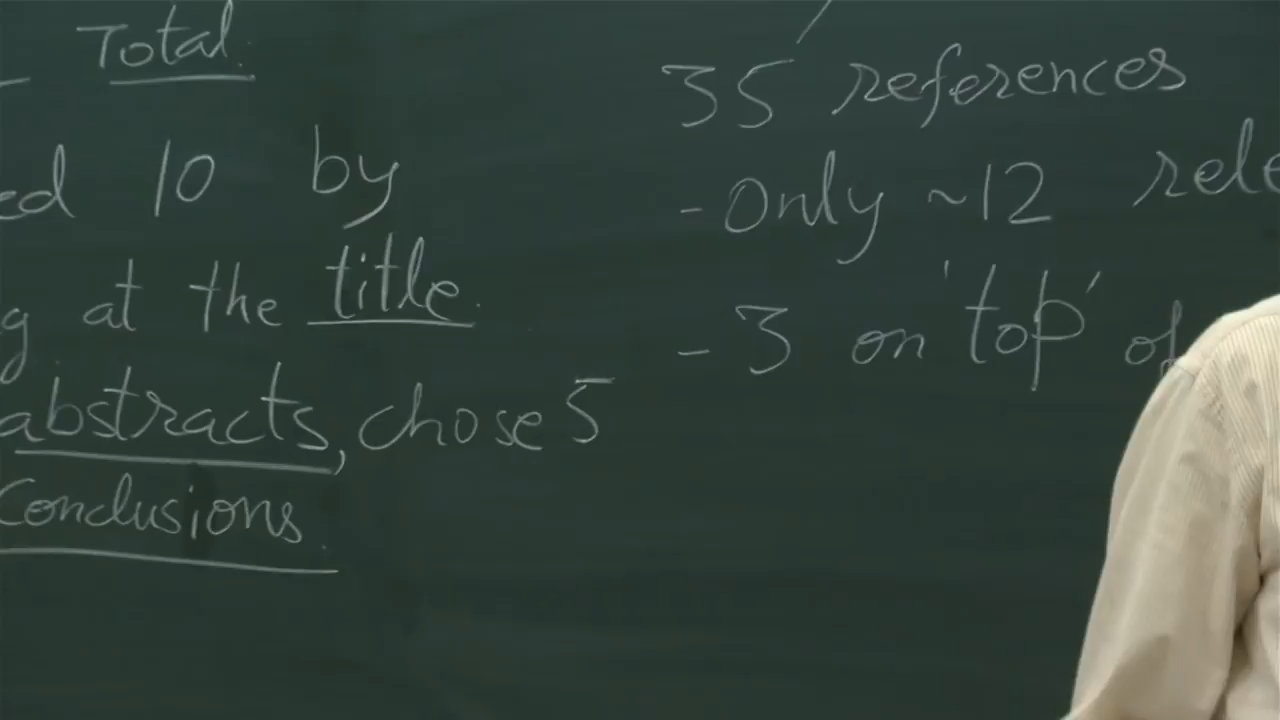 Total.
ed 10 by
g at the title.
abstracts, chose 5
Conclusions.
35 references
- Only ~12 rele
- 3 on 'top' of